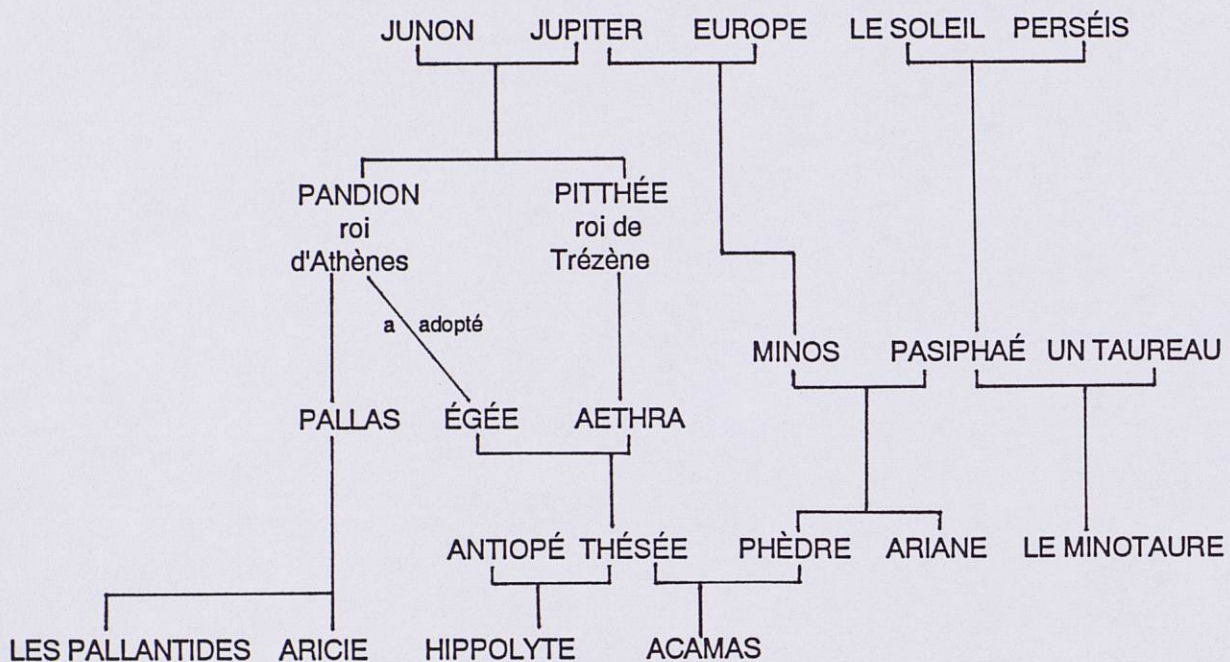 JUNON JUPITER EUROPE LE SOLEIL PERSÉIS
PANDION
roi
d'Athènes
PITTHÉE
roi de
Trézène
a adopté
MINOS PASIPHAÉ UN TAUREAU
PALLAS ÉGÉE AETHRA
ANTIOPÉ THÉSÉE PHÈDRE ARIANE LE MINOTAURE
LES PALLANTIDES ARICIE HIPPOLYTE ACAMAS